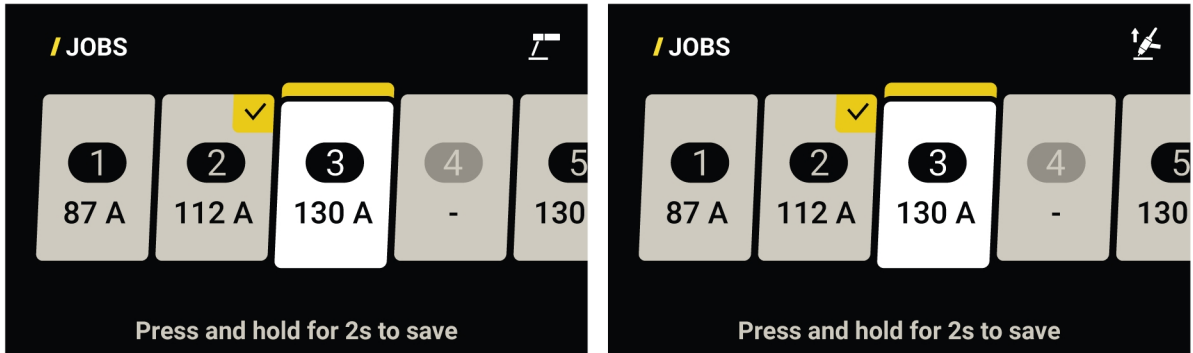 JOBS
1 2 3 4 5
87 A 112 A 130 A - 130
Press and hold for 2s to save
JOBS
1 2 3 4 5
87 A 112 A 130 A - 130
Press and hold for 2s to save